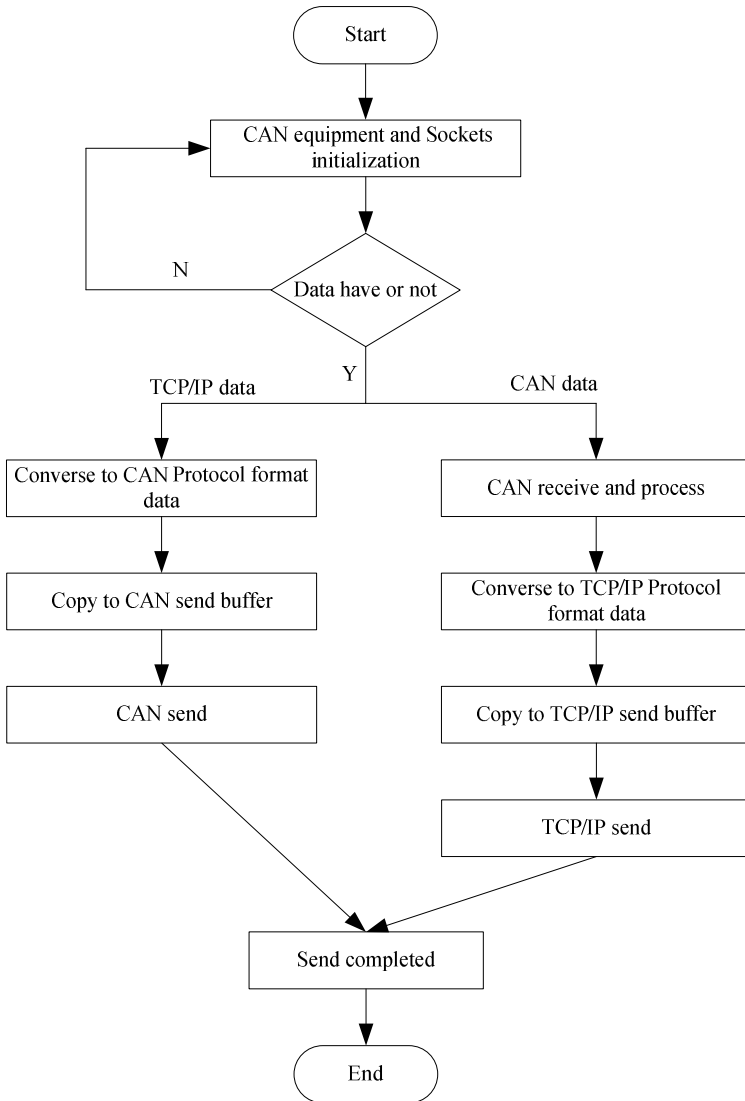 Start
CAN equipment and Sockets
initialization
N
Data have or not
Y
TCP/IP data
CAN data
Converse to CAN Protocol format
data
CAN receive and process
Copy to CAN send buffer
Converse to TCP/IP Protocol
format data
CAN send
Copy to TCP/IP send buffer
TCP/IP send
Send completed
End